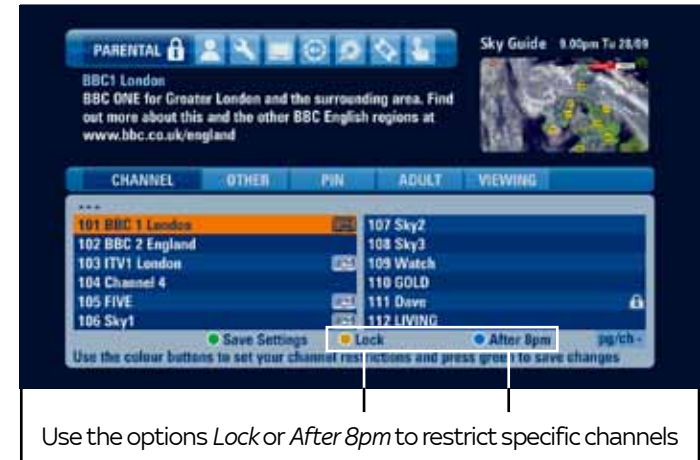 PARENTAL
Sky Guide 9.00pm Tu 28/09
BBC1 London
BBC ONE for Greater London and the surrounding area. Find
out more about this and the other BBC English regions at
www.bbc.co.uk/england
CHANNEL OTHER PIN ADULT VIEWING
---
101 BBC 1 London
102 BBC 2 England
103 ITV1 London
104 Channel 4
105 FIVE
106 Sky1
107 Sky2
108 Sky3
109 Watch
110 GOLD
111 Dave
112 LIVING
Save Settings Lock After 8pm pg/ch -
Use the colour buttons to set your channel restrictions and press green to save changes
Use the options Lock or After 8pm to restrict specific channels